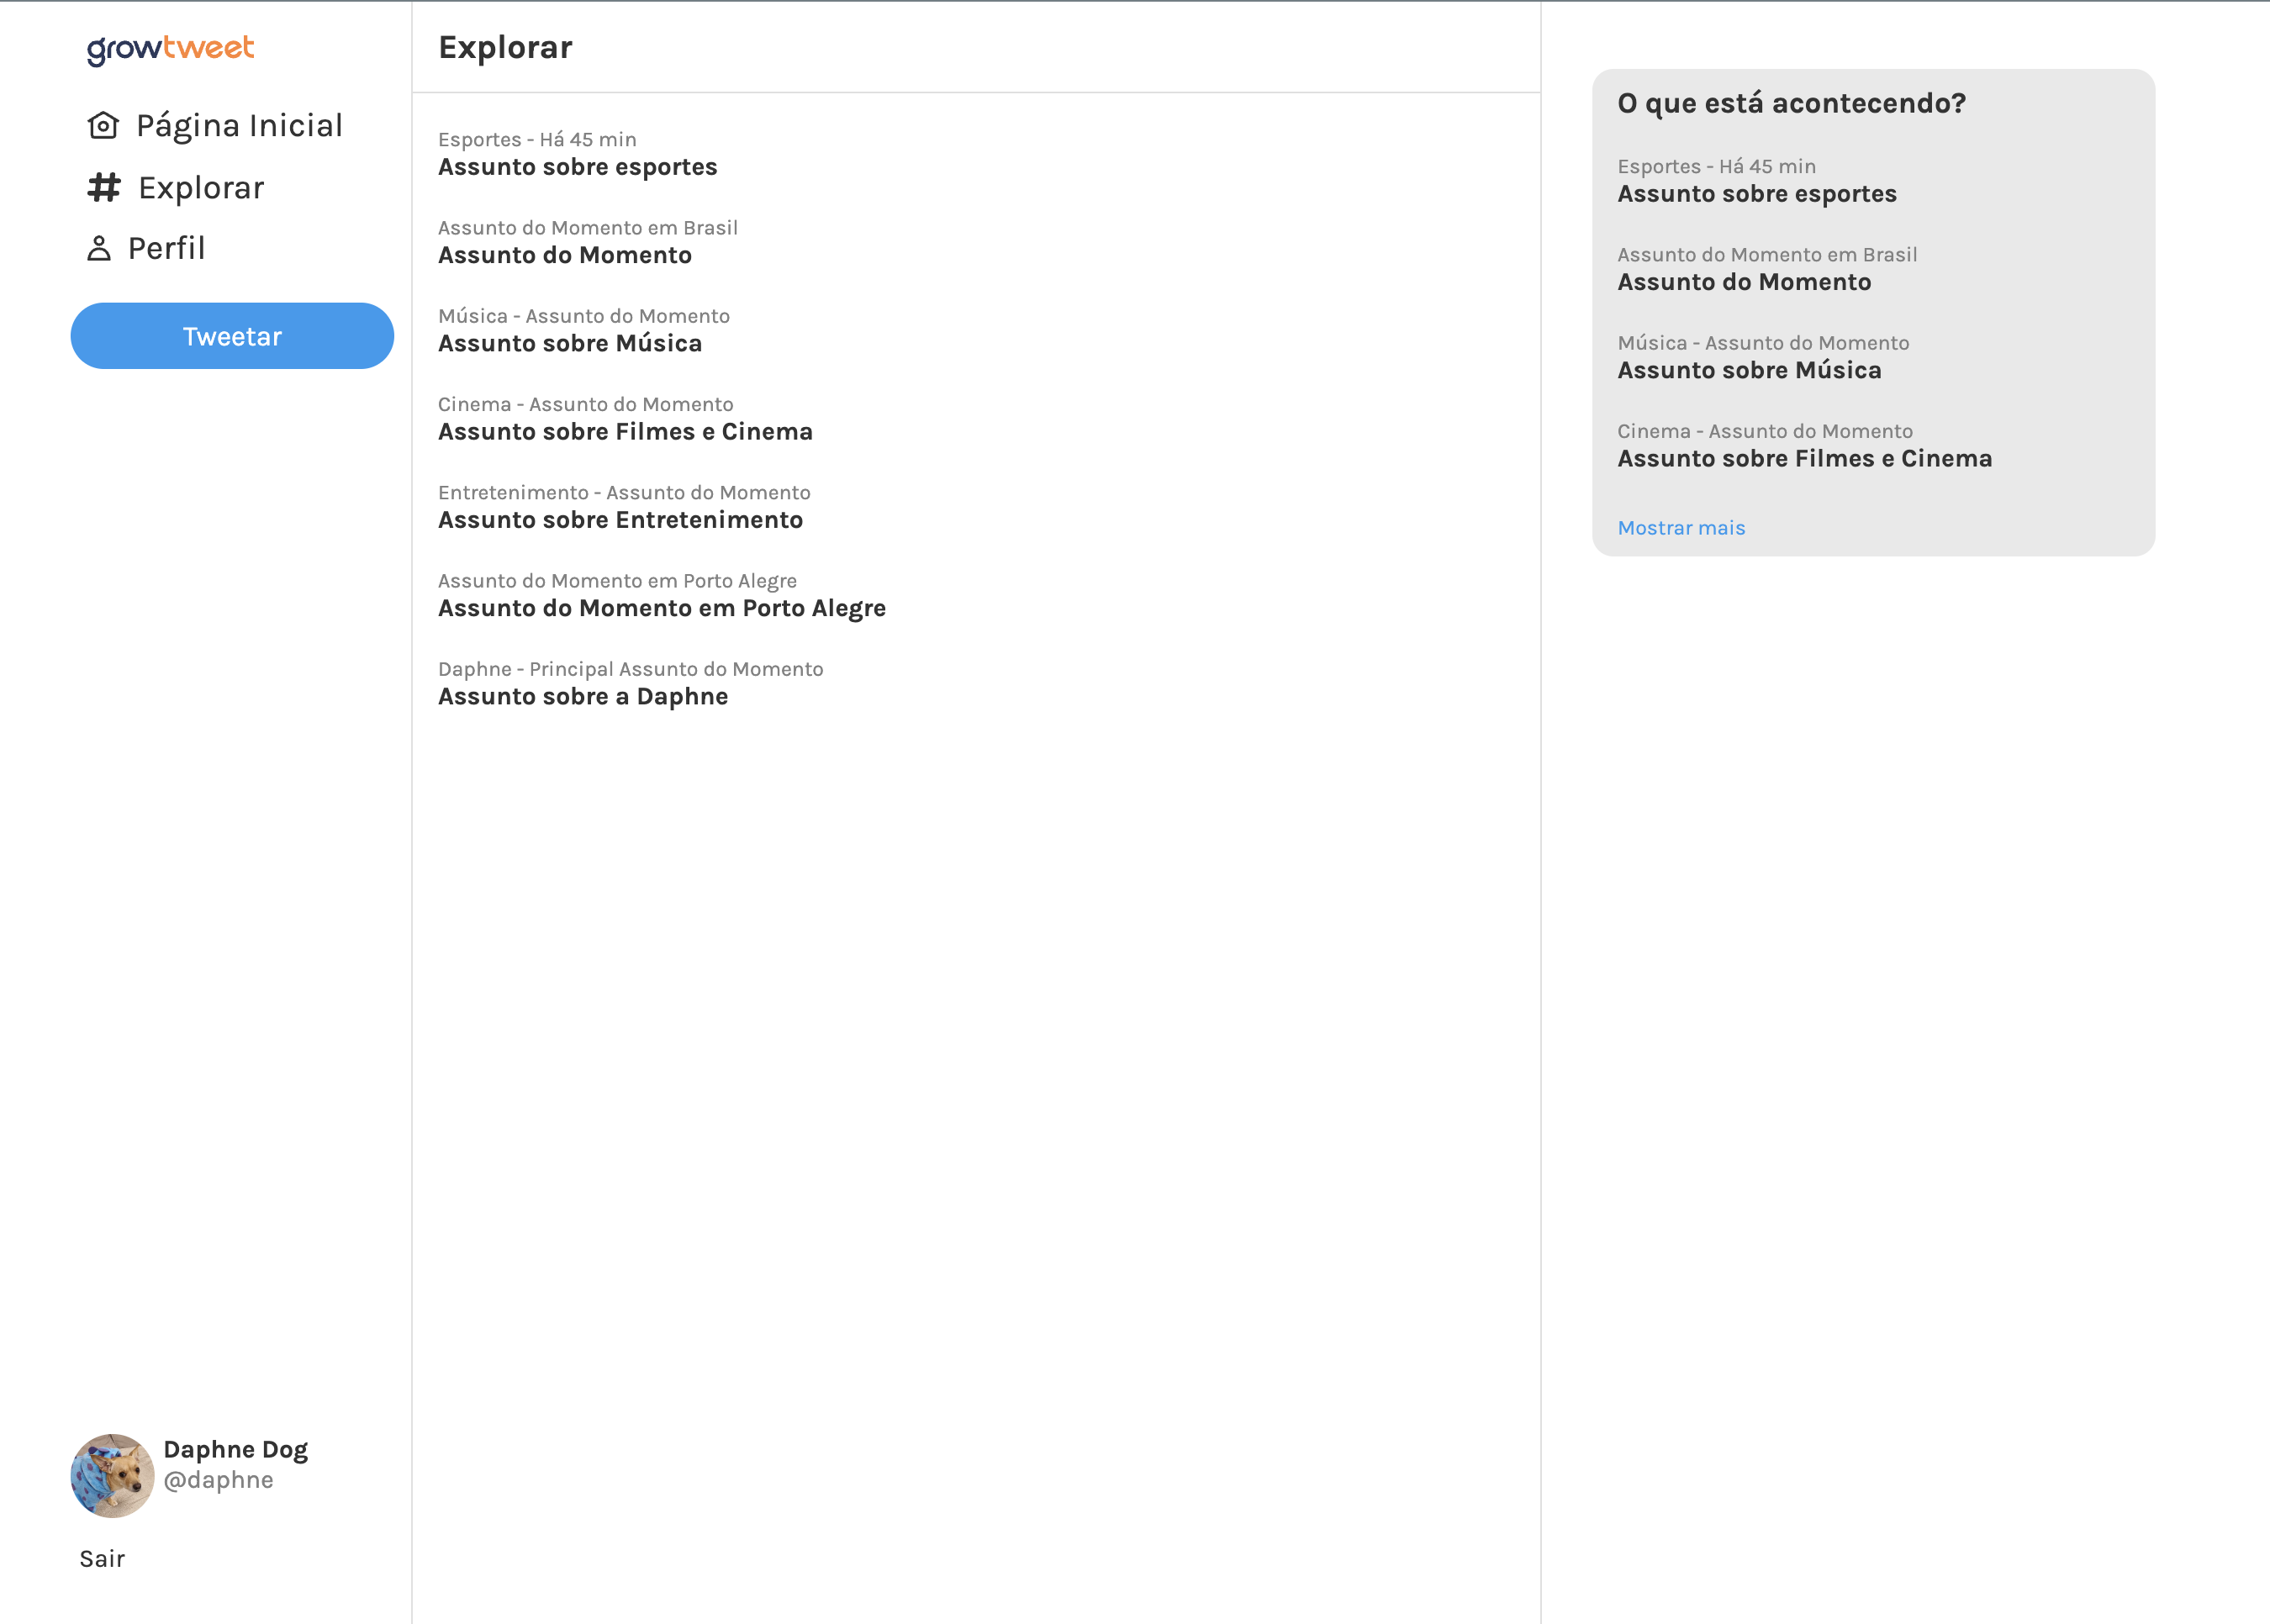 growtweet
Página Inicial
Explorar
Perfil
Tweetar
Daphne Dog
@daphne
Sair
Explorar
Esportes - Há 45 min
Assunto sobre esportes
Assunto do Momento em Brasil
Assunto do Momento
Música - Assunto do Momento
Assunto sobre Música
Cinema - Assunto do Momento
Assunto sobre Filmes e Cinema
Entretenimento - Assunto do Momento
Assunto sobre Entretenimento
Assunto do Momento em Porto Alegre
Assunto do Momento em Porto Alegre
Daphne - Principal Assunto do Momento
Assunto sobre a Daphne
O que está acontecendo?
Esportes - Há 45 min
Assunto sobre esportes
Assunto do Momento em Brasil
Assunto do Momento
Música - Assunto do Momento
Assunto sobre Música
Cinema - Assunto do Momento
Assunto sobre Filmes e Cinema
Mostrar mais